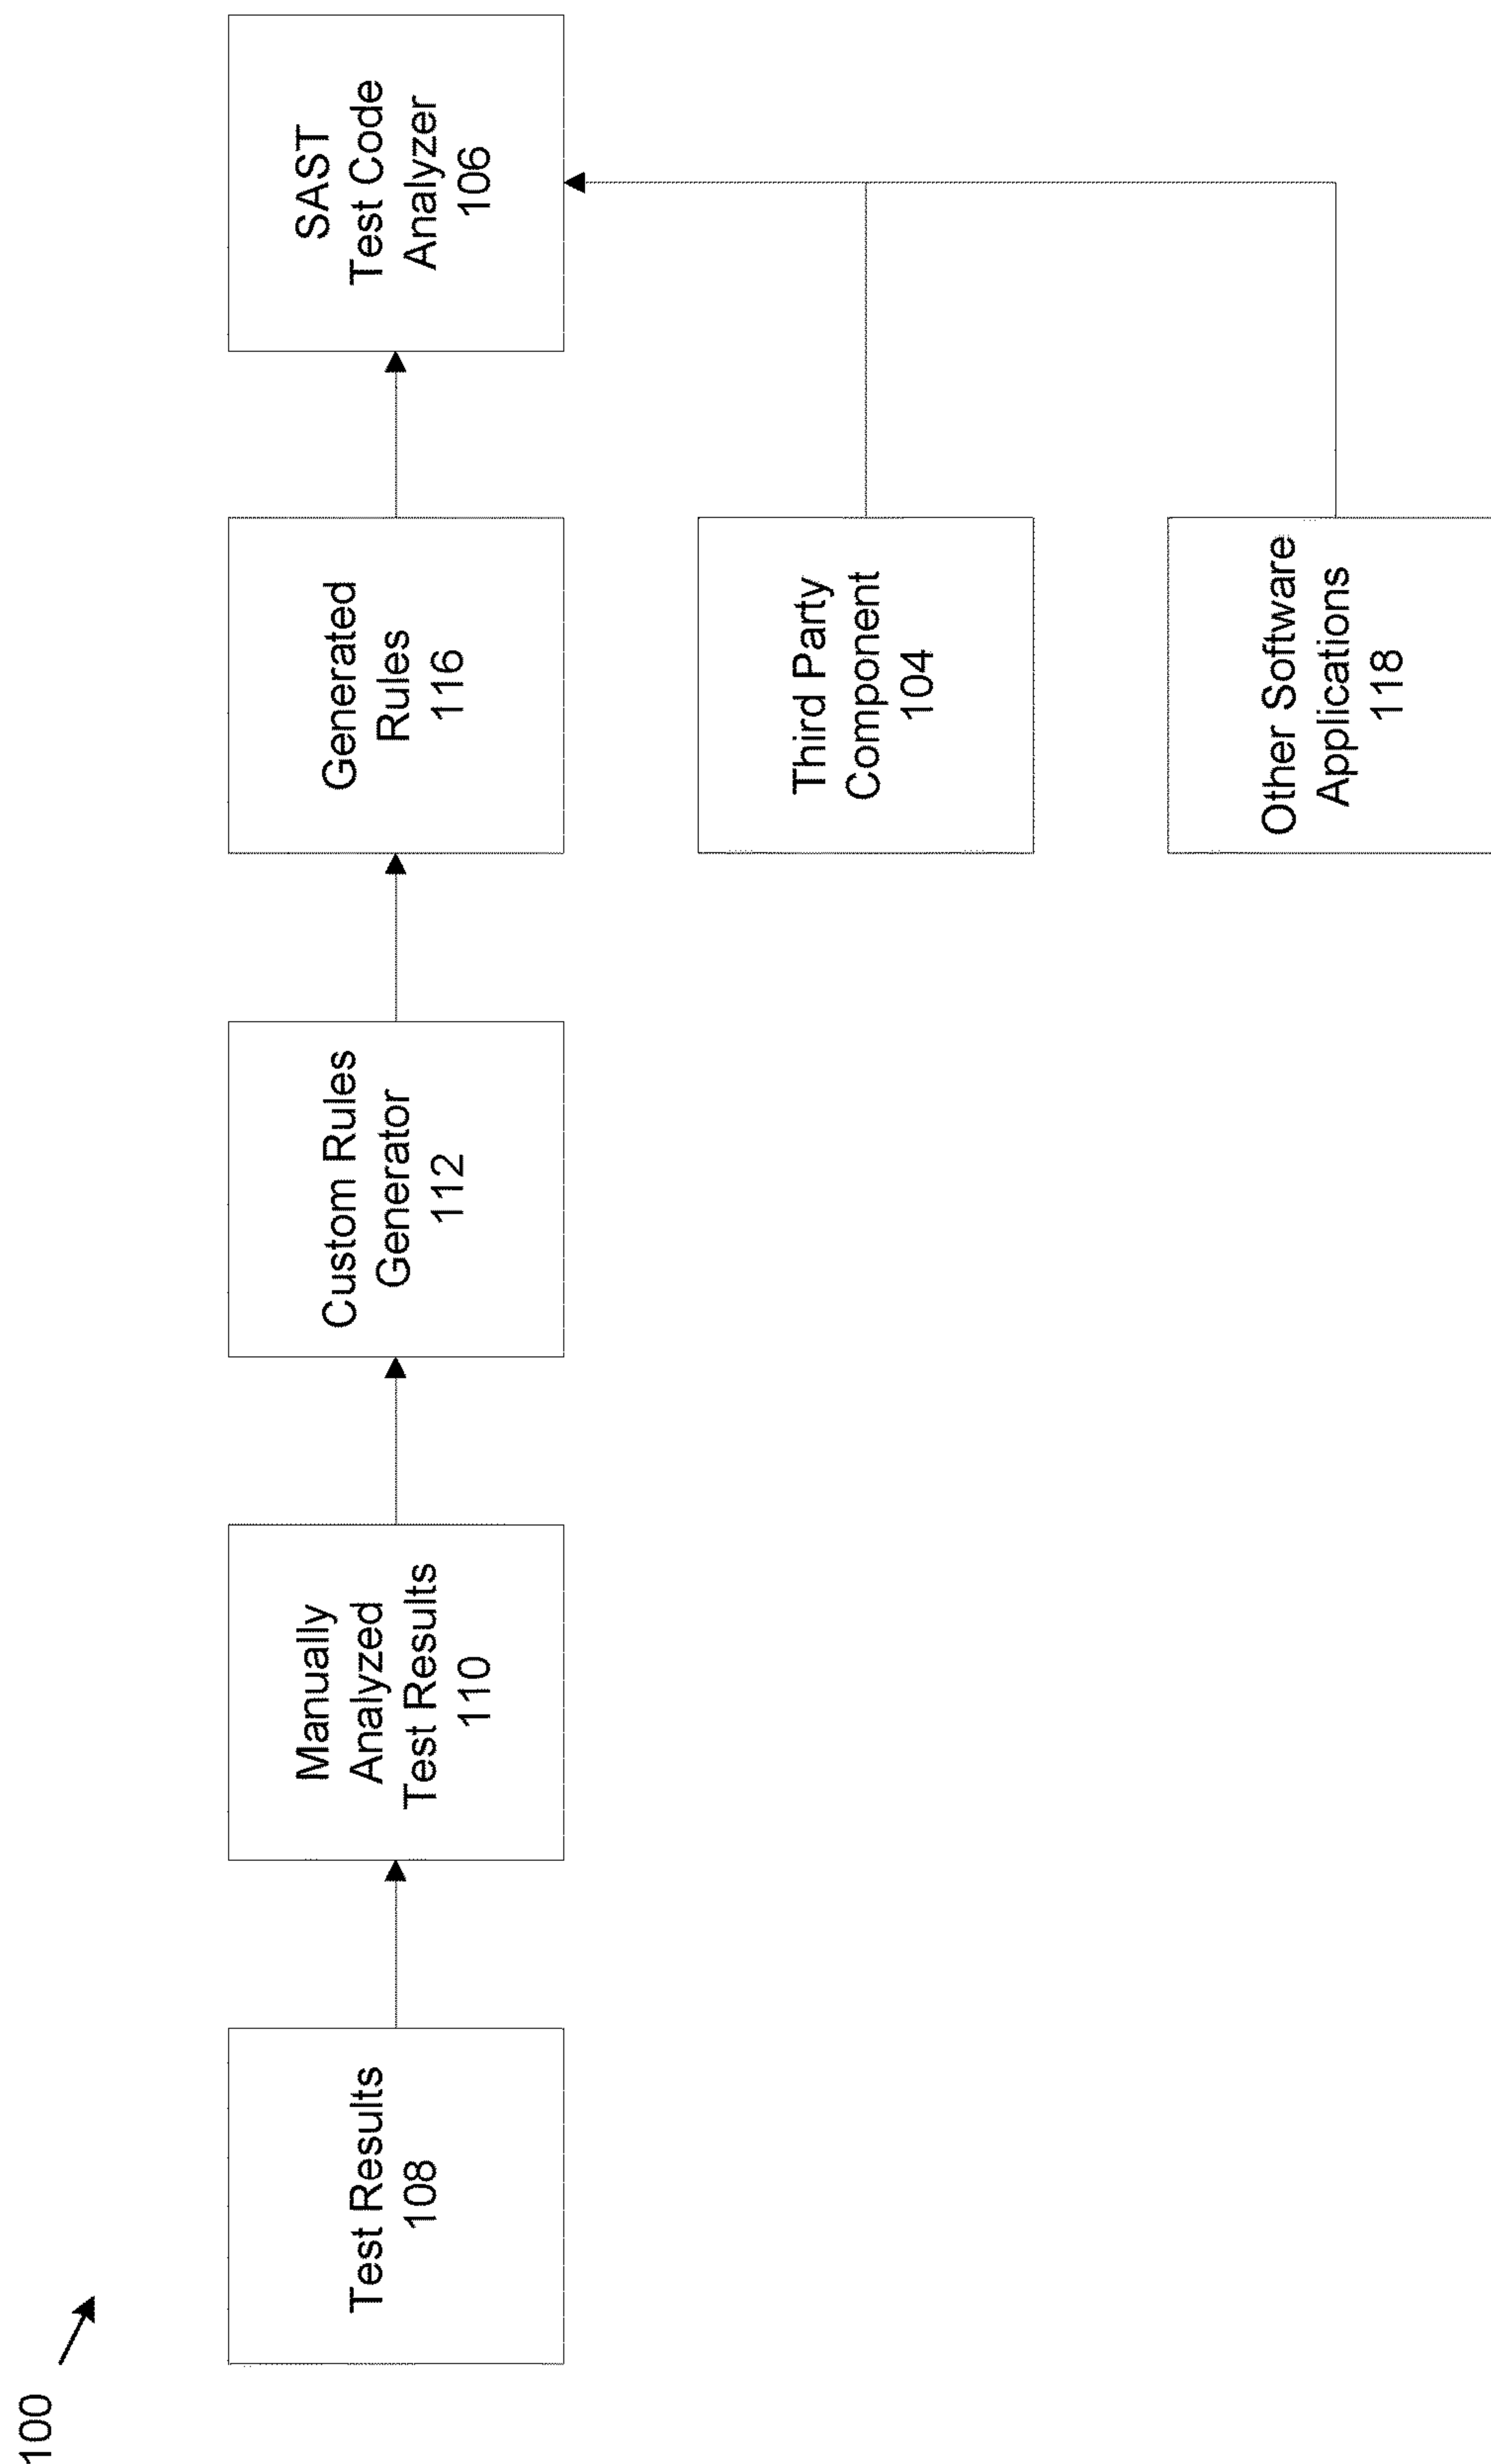 100
Test Results
108
Manually
Analyzed
Test Results
110
Custom Rules
Generator
112
Generated
Rules
116
SAST
Test Code
Analyzer
106
Third Party
Component
104
Other Software
Applications
118